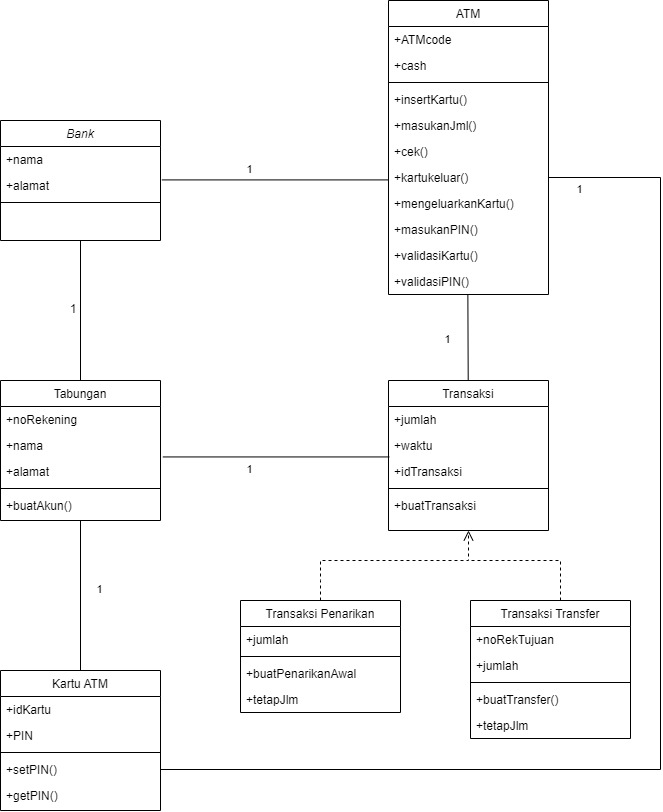 ATM
+ATMcode
+cash
+insertKartu()
+masukanJml()
+cek()
+kartukeluar()
+mengeluarkanKartu()
+masukanPIN()
+validasiKartu()
+validasiPIN()
Bank
+nama
+alamat
1
1
1
1
Tabungan
+noRekening
+nama
+alamat
+buatAkun()
1
Transaksi
+jumlah
+waktu
+idTransaksi
+buatTransaksi
1
Transaksi Penarikan
+jumlah
+buatPenarikanAwal
+tetapJlm
Transaksi Transfer
+noRekTujuan
+jumlah
+buatTransfer()
+tetapJlm
Kartu ATM
+idKartu
+PIN
+setPIN()
+getPIN()